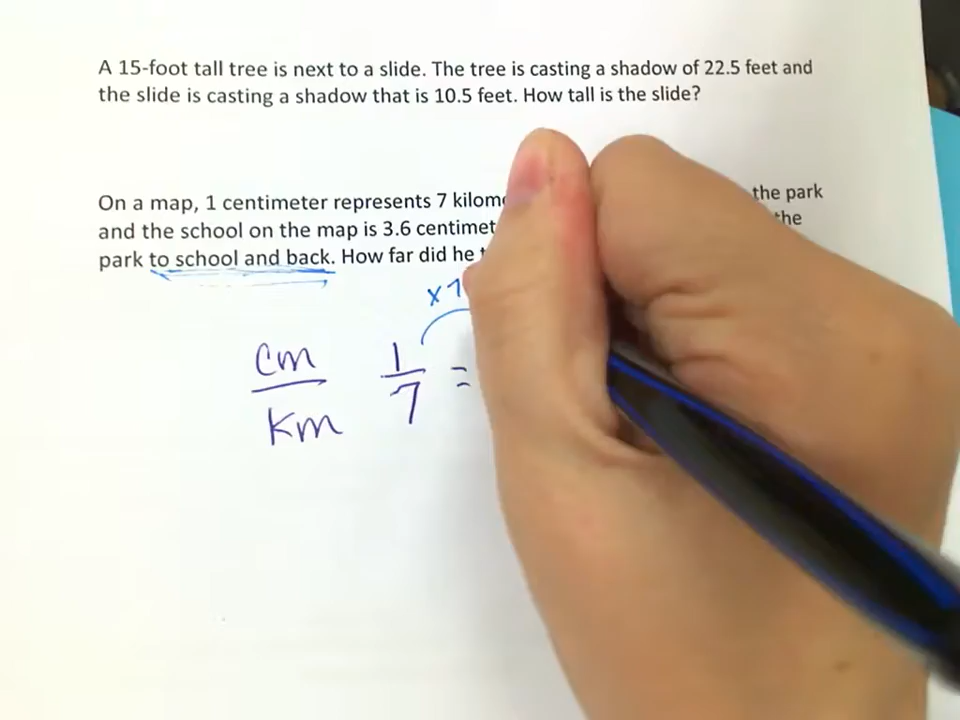 A 15-foot tall tree is next to a slide. The tree is casting a shadow of 22.5 feet and
the slide is casting a shadow that is 10.5 feet. How tall is the slide?
On a map, 1 centimeter represents 7 the park
and the school on the map is 3.6 the
park to school and back. How far did he
x
cm 1 =
km 7